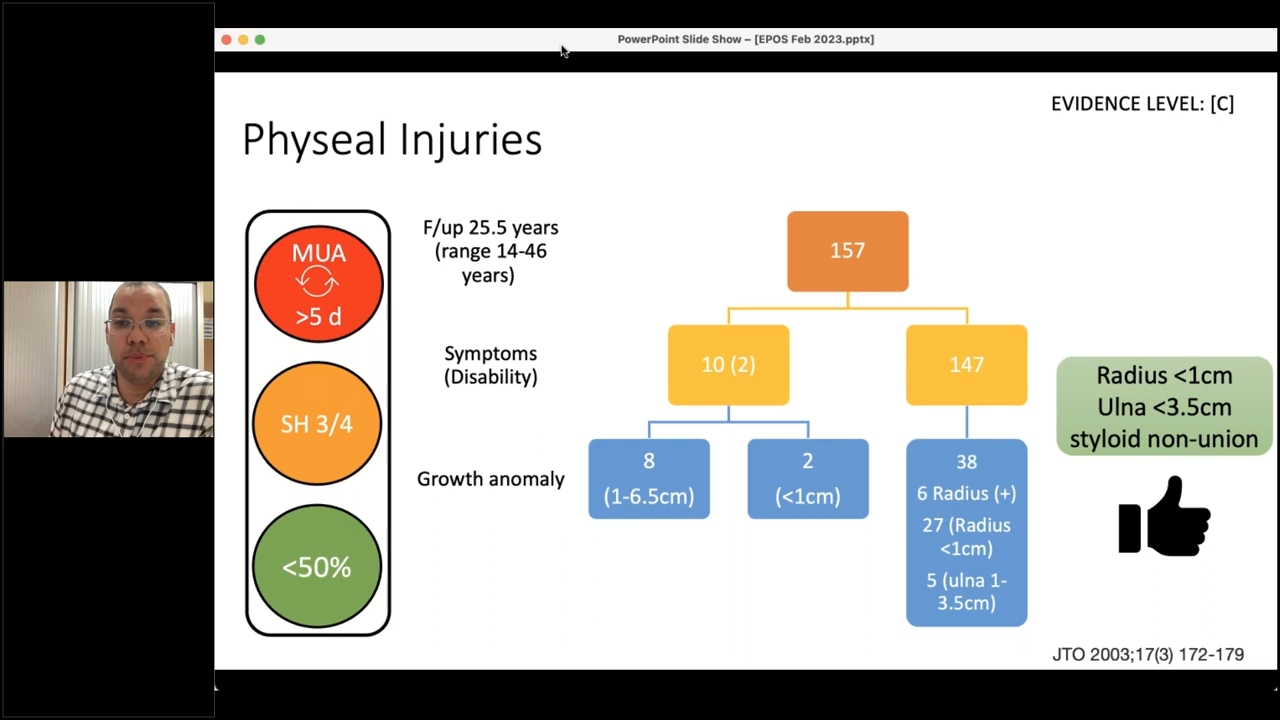 PowerPoint Slide Show – [EPOS Feb 2023.pptx]
EVIDENCE LEVEL: [C]
Physeal Injuries
MUA
>5 d
SH 3/4
<50%
F/up 25.5 years
(range 14-46
years)
Symptoms
(Disability)
Growth anomaly
157
10 (2)
147
8
(1-6.5cm)
2
(<1cm)
38
6 Radius (+)
27 (Radius
<1cm)
5 (ulna 1-
3.5cm)
Radius <1cm
Ulna <3.5cm
styloid non-union
JTO 2003;17(3) 172-179